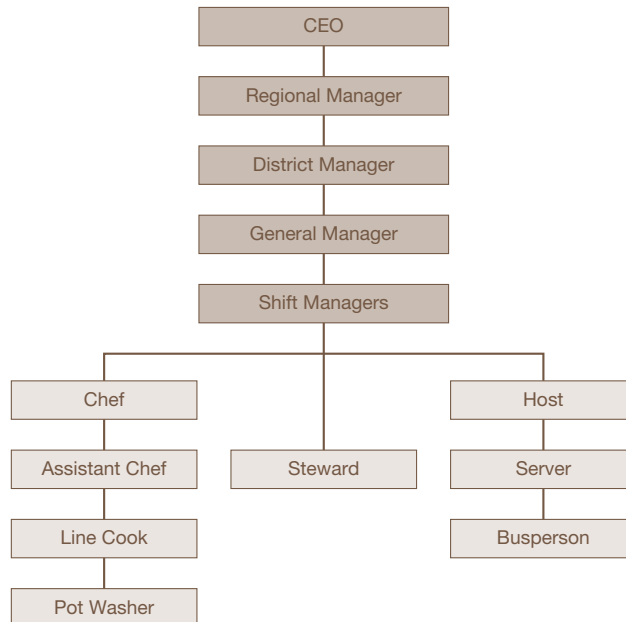 CEO
Regional Manager
District Manager
General Manager
Shift Managers
Chef
Host
Assistant Chef
Steward
Server
Line Cook
Busperson
Pot Washer